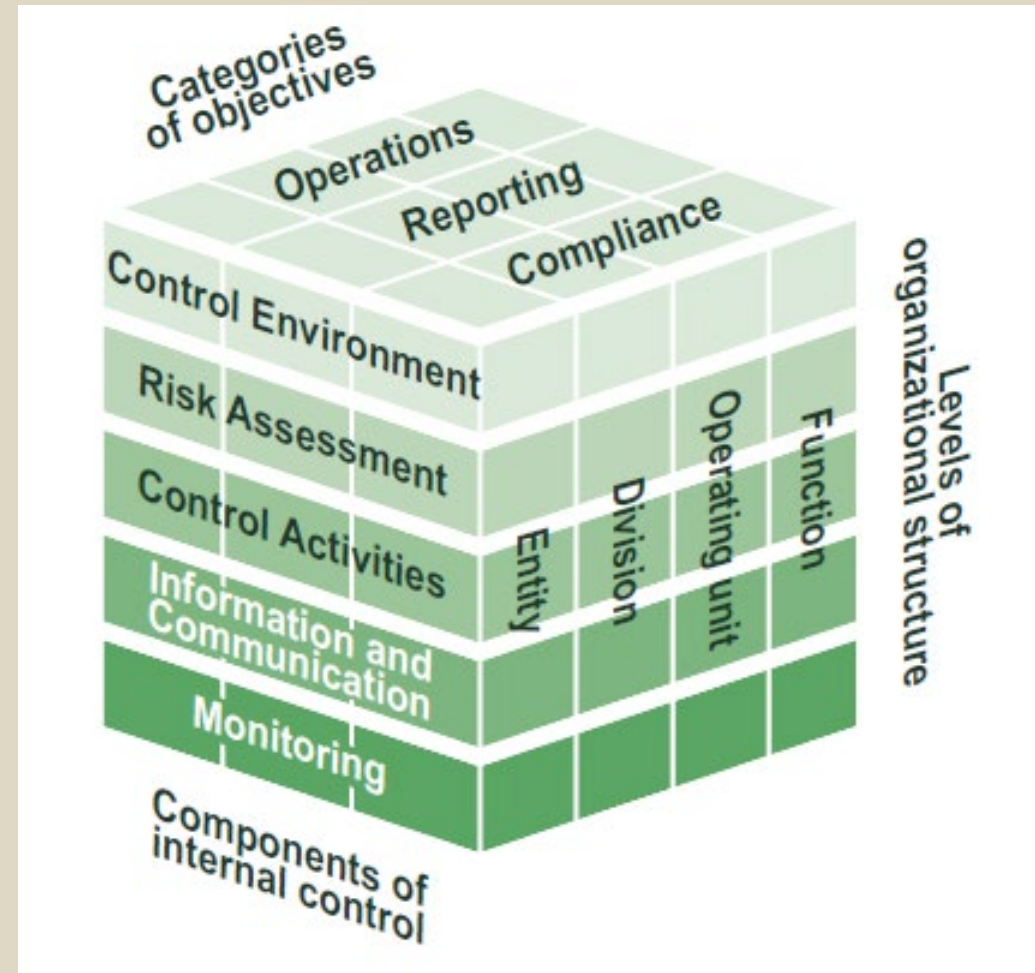 Categories
of objectives
Operations
Reporting
Compliance
Control Environment
Risk Assessment
Control Activities
Information and
Communication
Monitoring
Entity
Division
Operating unit
Function
Levels of
organizational structure
Components of
internal control